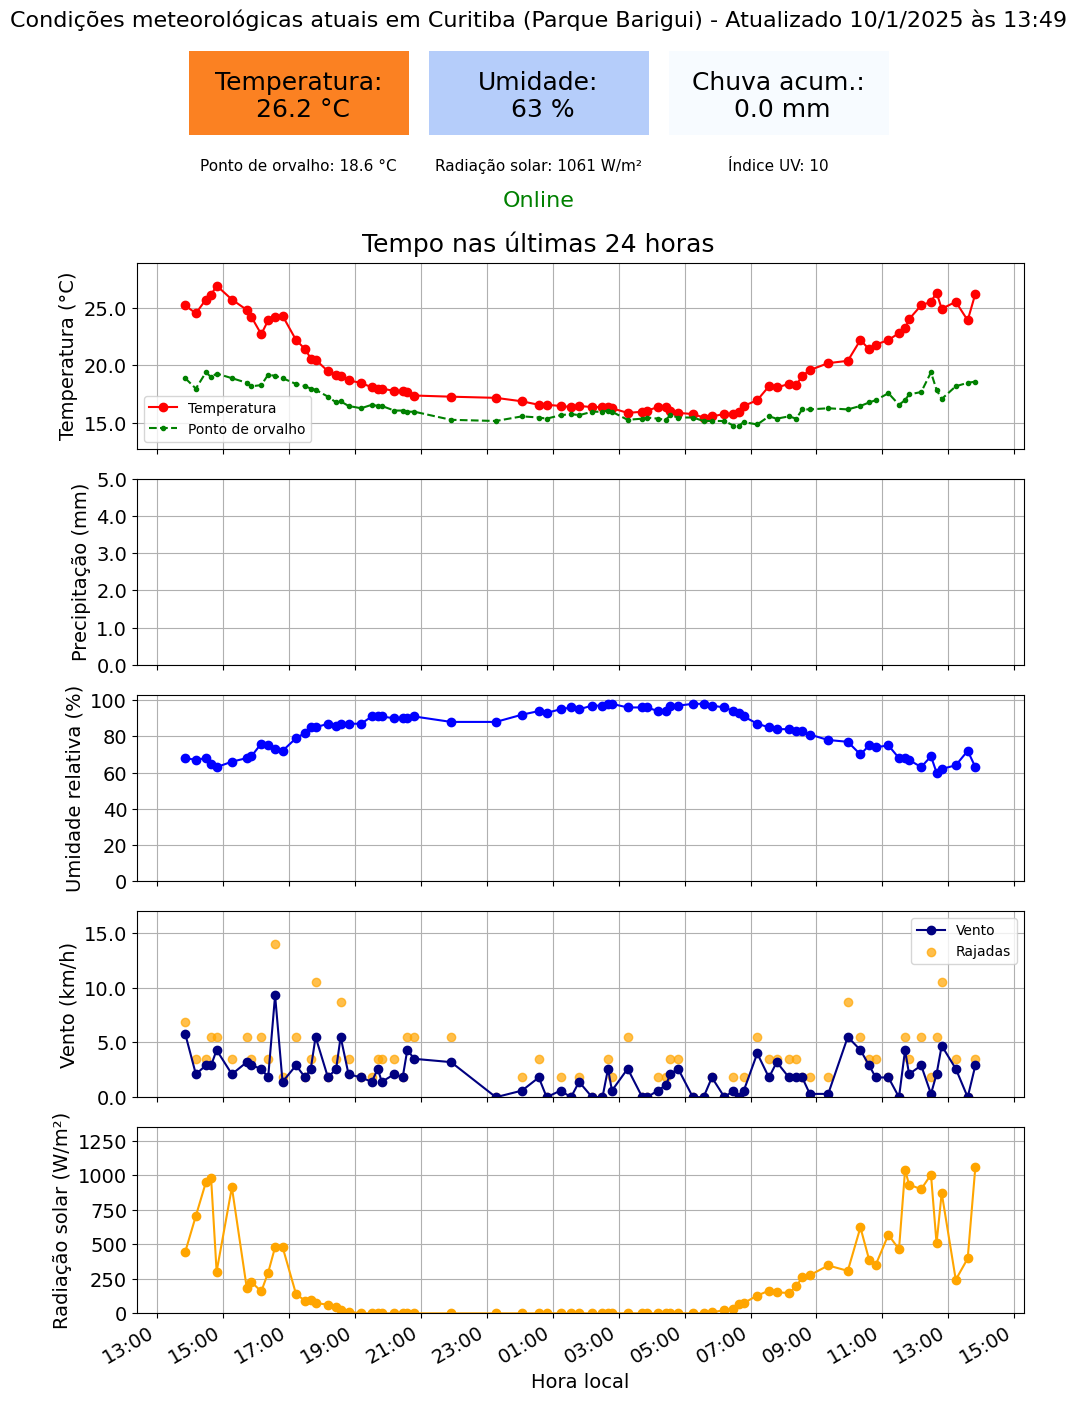 Condições meteorológicas atuais em Curitiba (Parque Barigui) - Atualizado 10/1/2025 às 13:49
Temperatura:
26.2 °C
Umidade:
63 %
Chuva acum.:
0.0 mm
Ponto de orvalho: 18.6 °C
Radiação solar: 1061 W/m²
Índice UV: 10
Online
Tempo nas últimas 24 horas
Temperatura (°C)
25.0
20.0
15.0
Temperatura
Ponto de orvalho
Precipitação (mm)
5.0
4.0
3.0
2.0
1.0
0.0
Umidade relativa (%)
100
80
60
40
20
0
Vento (km/h)
15.0
10.0
5.0
0.0
Vento
Rajadas
Radiação solar (W/m²)
1250
1000
750
500
250
0
13:00
15:00
17:00
19:00
21:00
23:00
01:00
03:00
05:00
07:00
09:00
11:00
13:00
15:00
Hora local